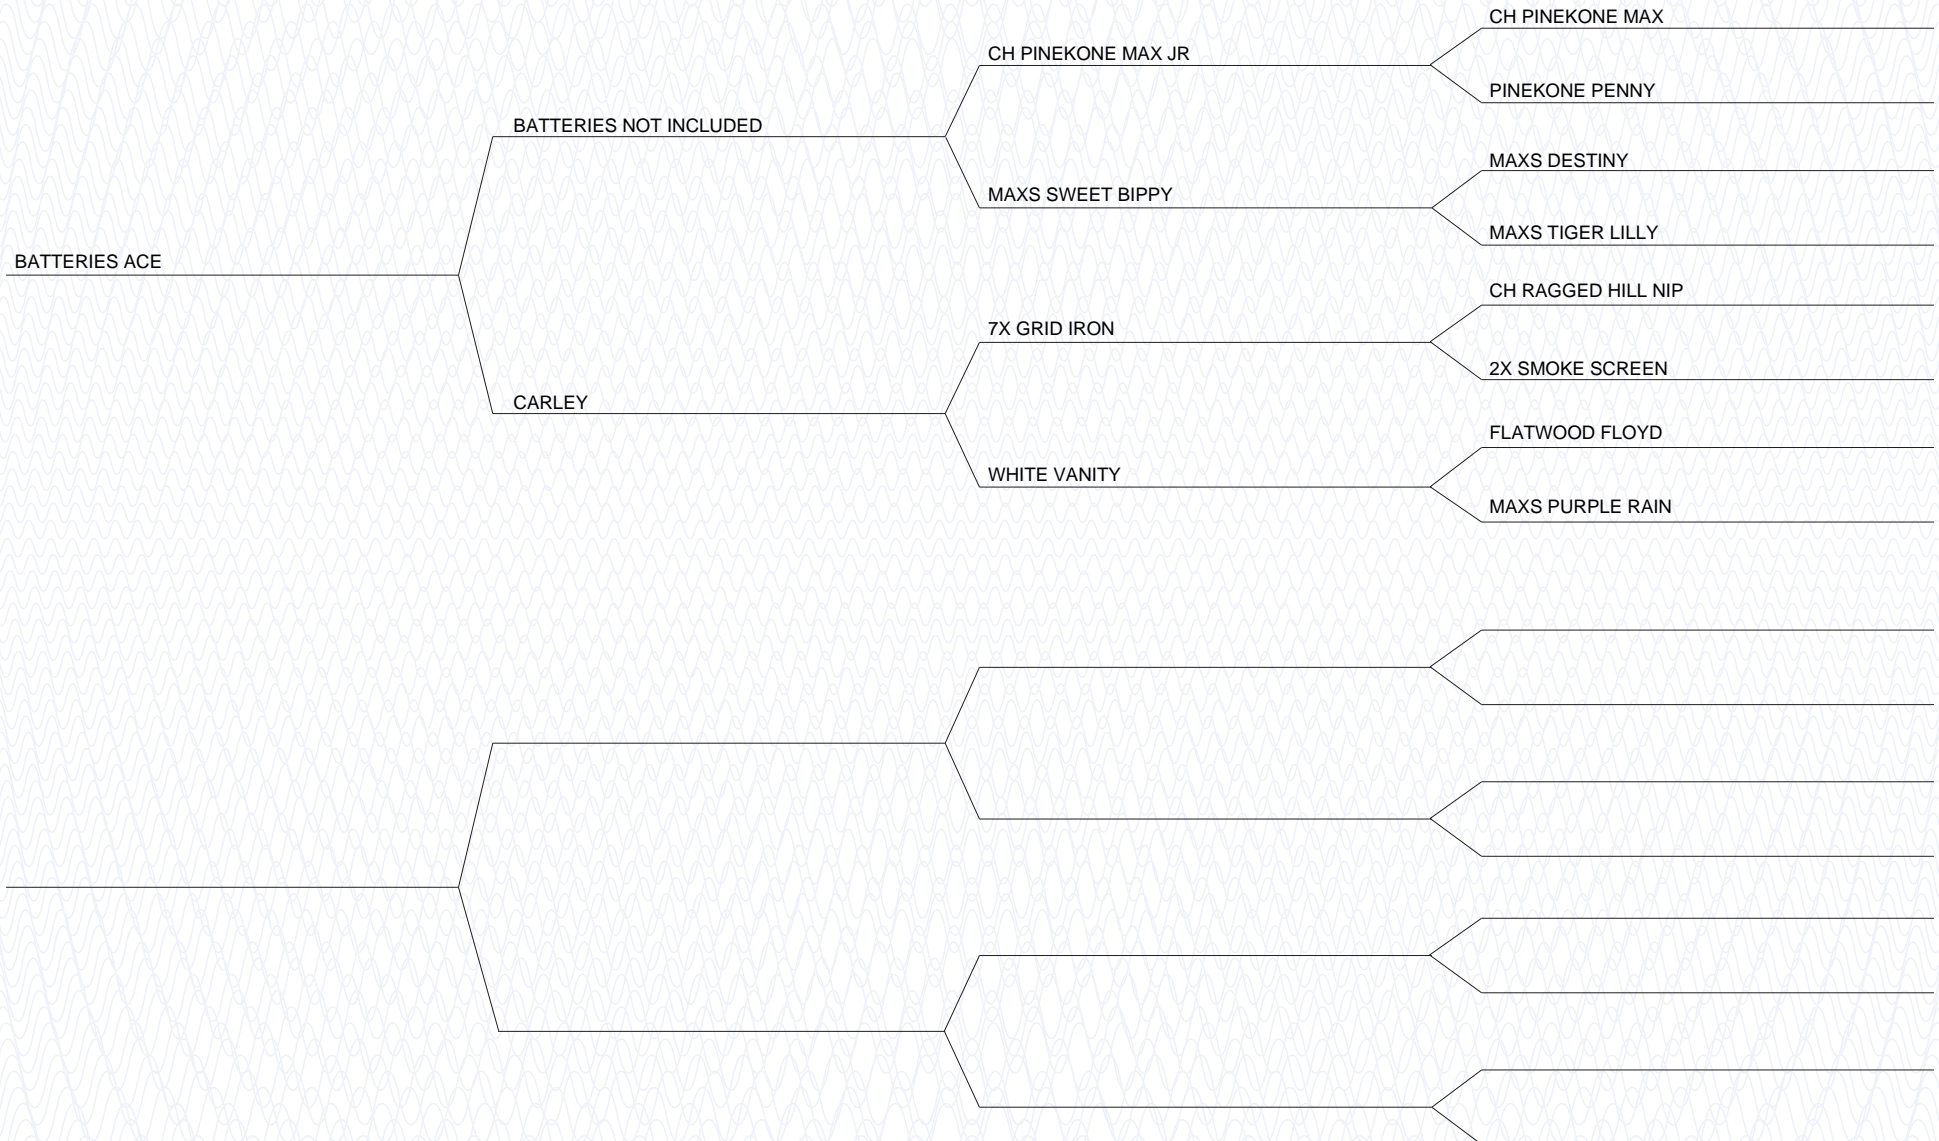 CH PINEKONE MAX
CH PINEKONE MAX JR
PINEKONE PENNY
BATTERIES NOT INCLUDED
MAXS DESTINY
MAXS SWEET BIPPY
MAXS TIGER LILLY
BATTERIES ACE
CH RAGGED HILL NIP
7X GRID IRON
2X SMOKE SCREEN
CARLEY
FLATWOOD FLOYD
WHITE VANITY
MAXS PURPLE RAIN